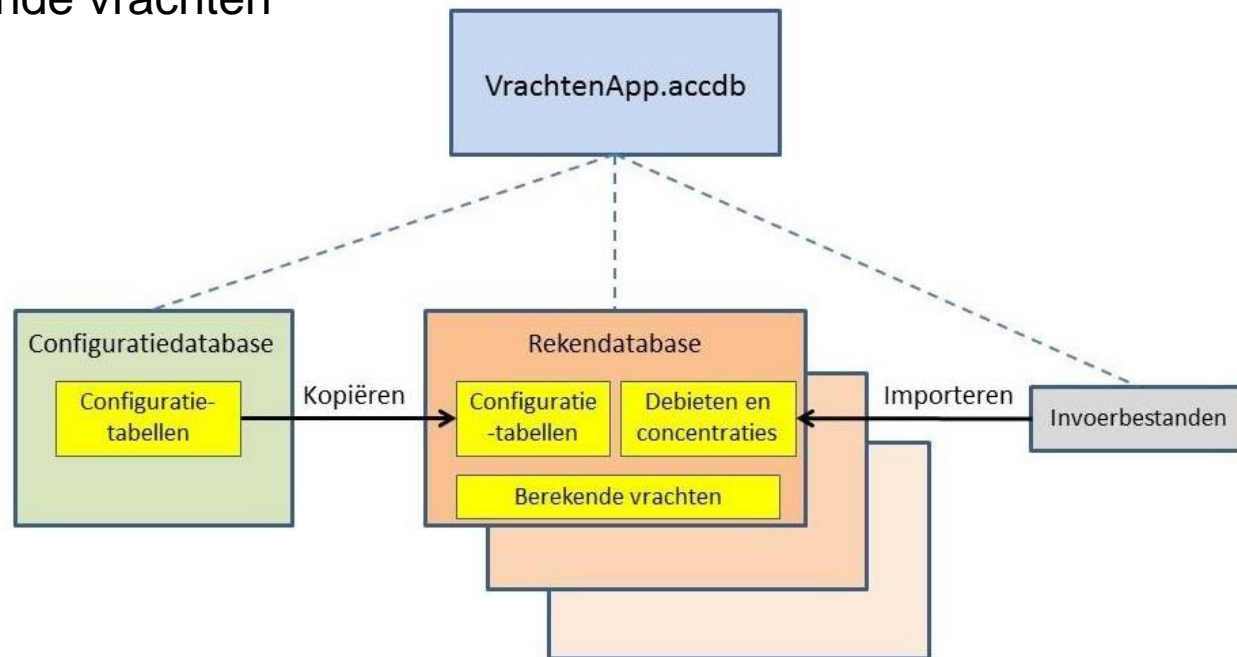 nde vrachten
VrachtenApp.accdb
Configuratiedatabase
Configuratie-
tabellen
Kopiëren
Rekendatabase
Configuratie
-tabellen
Debieten en
concentraties
Berekende vrachten
Importeren
Invoerbestanden